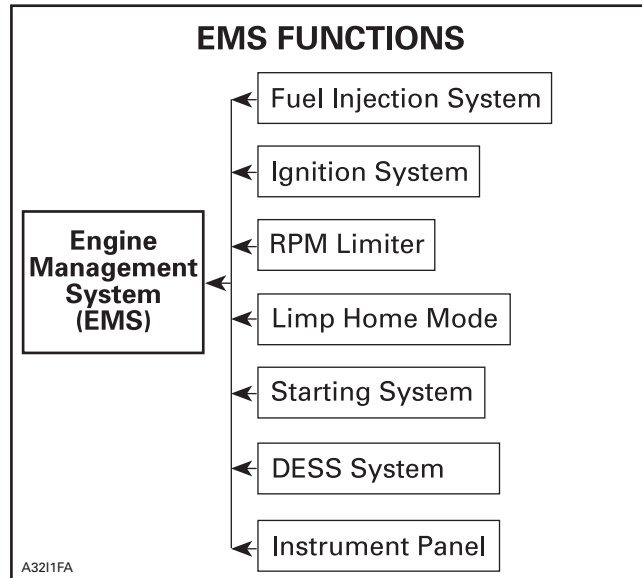 EMS FUNCTIONS
Fuel Injection System
Ignition System
Engine
Management
System
(EMS)
RPM Limiter
Limp Home Mode
Starting System
DESS System
Instrument Panel
A32I1FA